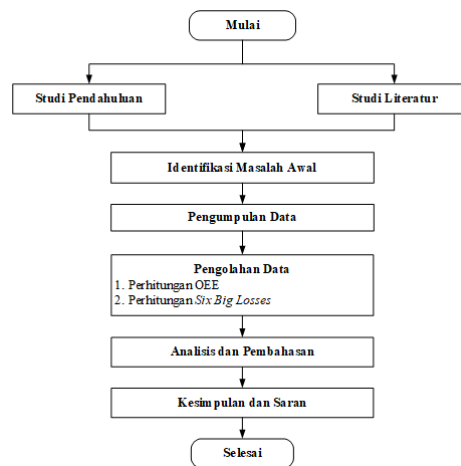 Mulai
Studi Pendahuluan
Studi Literatur
Identifikasi Masalah Awal
Pengumpulan Data
Pengolahan Data
1. Perhitungan OEE
2. Perhitungan Six Big Losses
Analisis dan Pembahasan
Kesimpulan dan Saran
Selesai